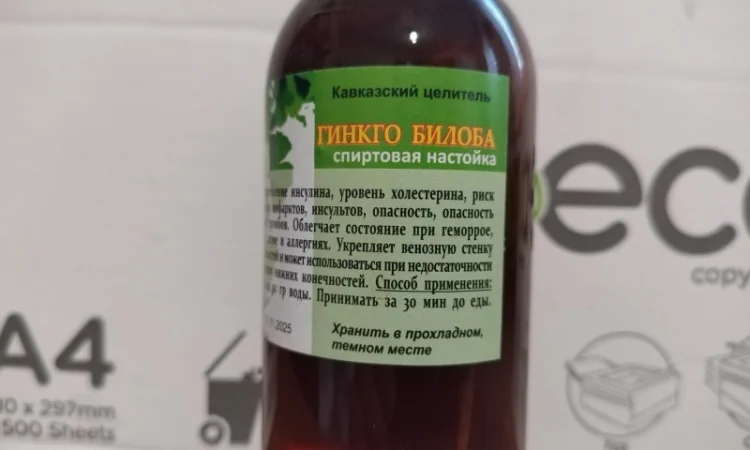 Кавказский целитель
ГИНКГО БИЛОБА
спиртовая настойка
инсулина, уровень холестерина, риск
инсультов, опасность, опасность
Облегчает состояние при геморрое,
и аллергиях. Укрепляет венозную стенку
и может использоваться при недостаточности
нижних конечностей. Способ применения:
гр воды. Принимать за 30 мин до еды.
2025
Хранить в прохладном,
темном месте
eco
copy
A4
x 297mm
500 Sheets